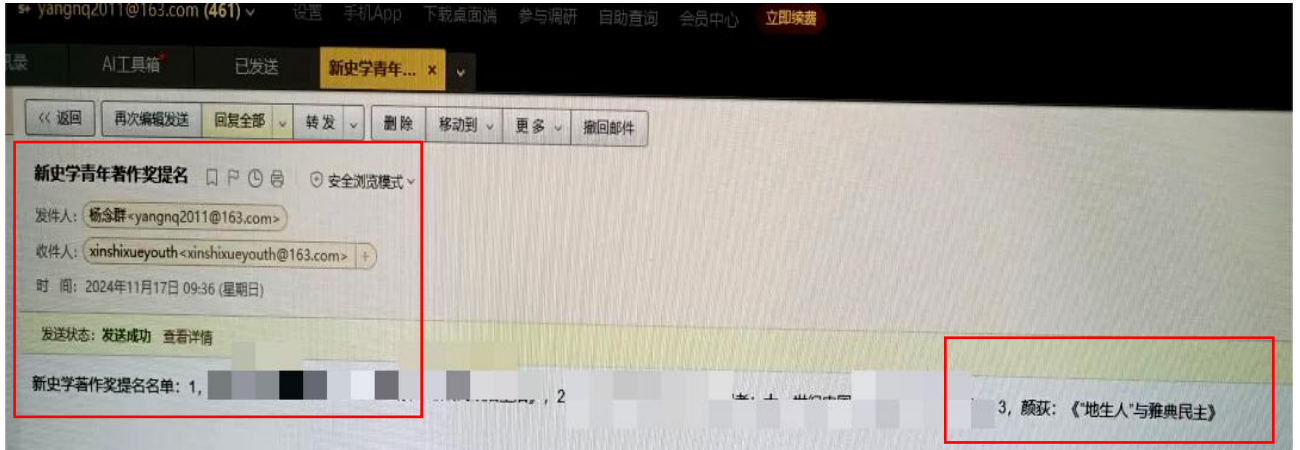 yangnq2011@163.com (461) 设置 手机App 下载桌面端 参与调研 自助查询 会员中心 立即续费
讯录 AI工具箱 已发送 新史学青年... ×
<< 返回 再次编辑发送 回复全部 转发 删除 移动到 更多 撤回邮件
新史学青年著作奖提名 安全浏览模式
发件人: 杨念群<yangnq2011@163.com>
收件人: xinshixueyouth<xinshixueyouth@163.com> +
时 间: 2024年11月17日 09:36 (星期日)
发送状态: 发送成功 查看详情
新史学著作奖提名名单: 1, 2 3, 颜荻: 《“地生人”与雅典民主》